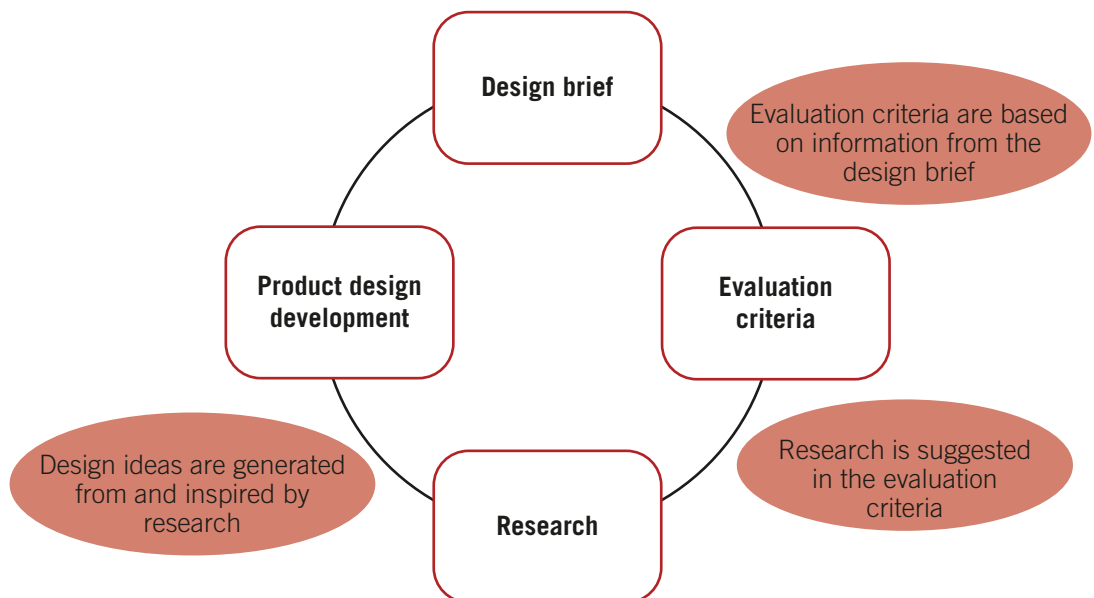 Design brief
Evaluation criteria are based
on information from the
design brief
Product design
development
Evaluation
criteria
Design ideas are generated
from and inspired by
research
Research is suggested
in the evaluation
criteria
Research